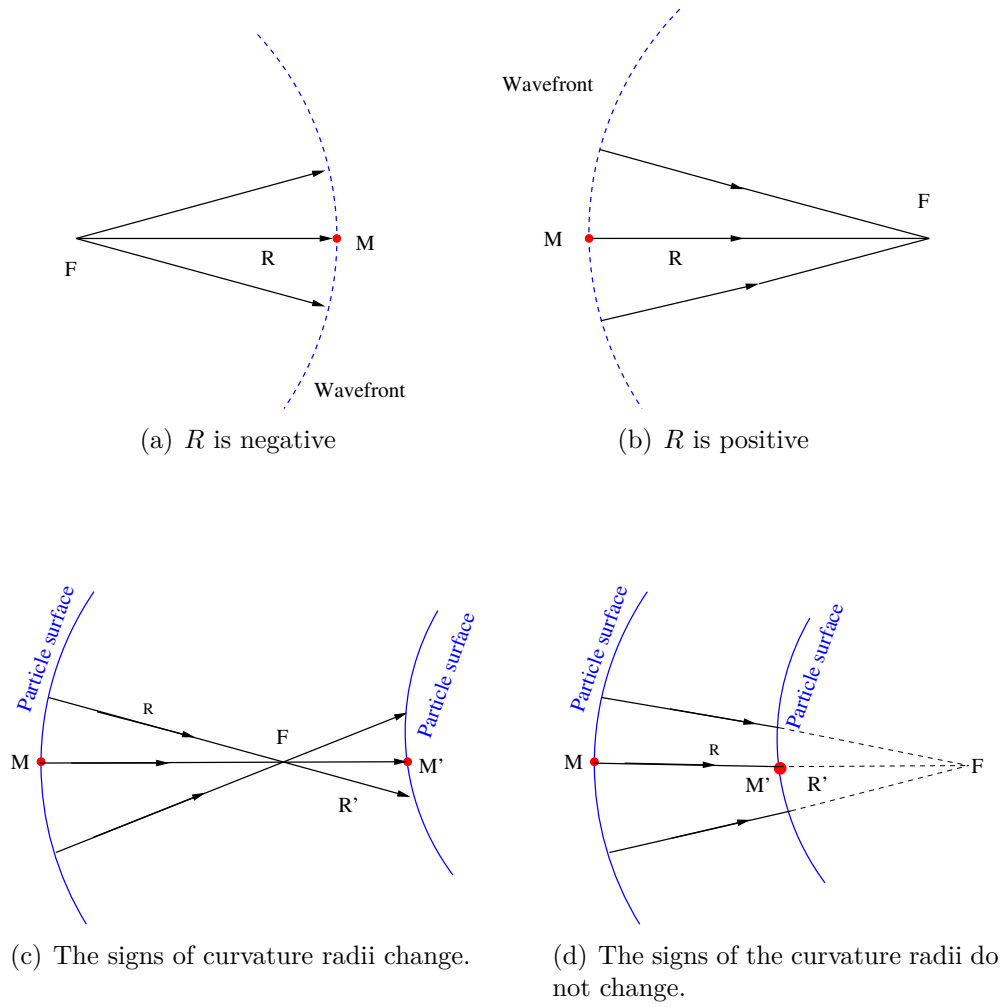 Wavefront
F
R
M
Wavefront
(a) R is negative
Wavefront
F
M
R
(b) R is positive
Particle surface
Particle surface
R
F
M
M'
R'
(c) The signs of curvature radii change.
Particle surface
Particle surface
R
M
M'
R'
F
(d) The signs of the curvature radii do
not change.